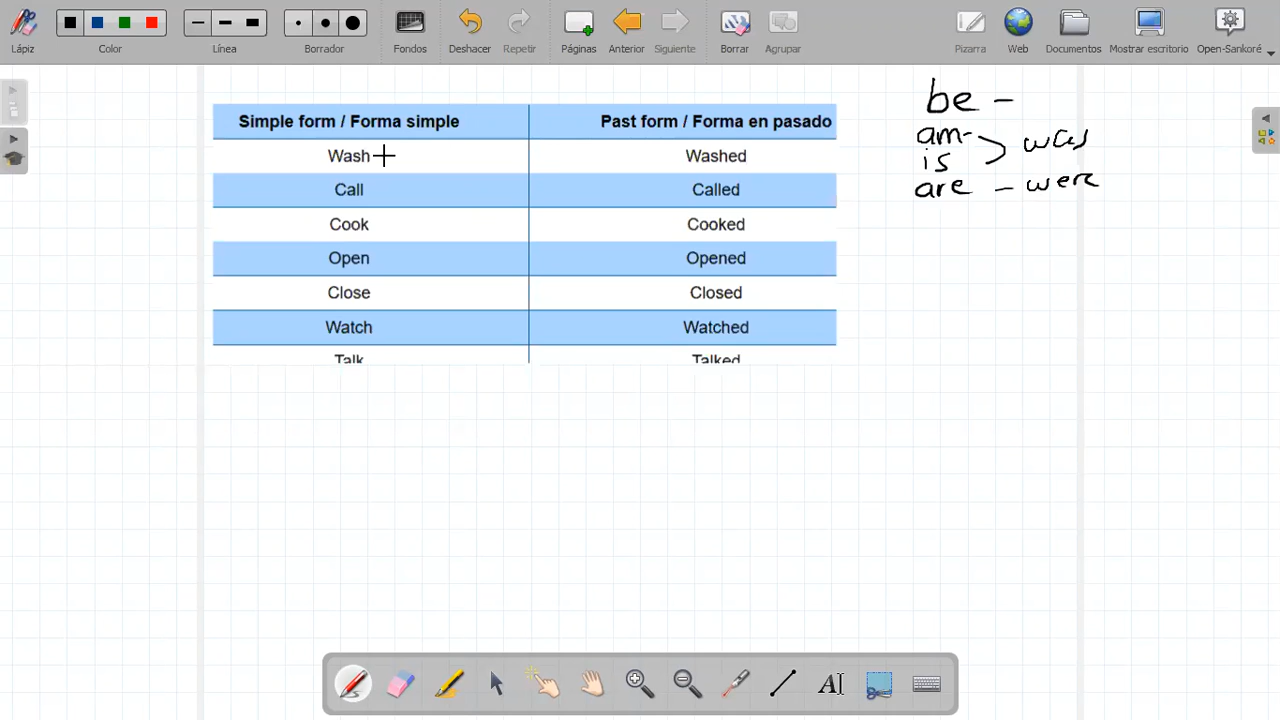 Lápiz Color Línea Borrador Fondos Deshacer Repetir Páginas Anterior Siguiente Borrar Agrupar Pizarra Web Documentos Mostrar escritorio Open-Sankoré
Simple form / Forma simple Past form / Forma en pasado
Wash Washed
Call Called
Cook Cooked
Open Opened
Close Closed
Watch Watched
Talk Talked
be -
am- was
is
are - were
AI